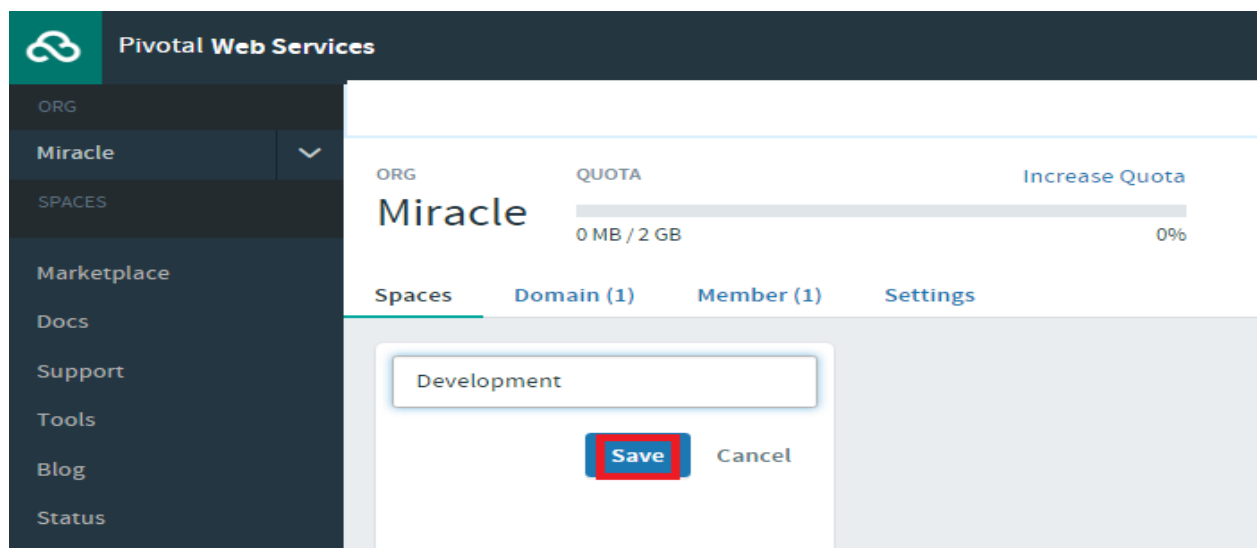 Pivotal Web Services
ORG
Miracle
SPACES
Marketplace
Docs
Support
Tools
Blog
Status
ORG
Miracle
QUOTA
Increase Quota
0 MB / 2 GB
0%
Spaces
Domain (1)
Member (1)
Settings
Development
Save
Cancel